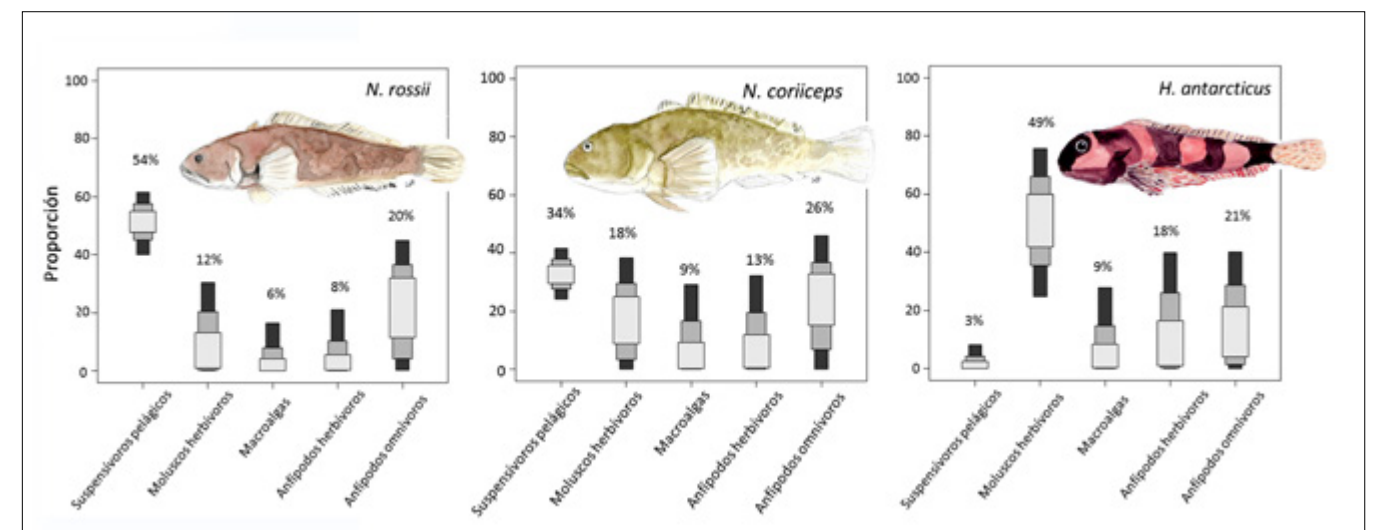 N. rossii
Proporción
100
80
60
40
20
0
54%
12%
6%
8%
20%
Suspensívoros pelágicos
Moluscos herbívoros
Macroalgas
Anfípodos herbívoros
Anfípodos omnívoros
N. coriiceps
100
80
60
40
20
0
34%
18%
9%
13%
26%
Suspensívoros pelágicos
Moluscos herbívoros
Macroalgas
Anfípodos herbívoros
Anfípodos omnívoros
H. antarcticus
100
80
60
40
20
0
3%
49%
9%
18%
21%
Suspensívoros pelágicos
Moluscos herbívoros
Macroalgas
Anfípodos herbívoros
Anfípodos omnívoros